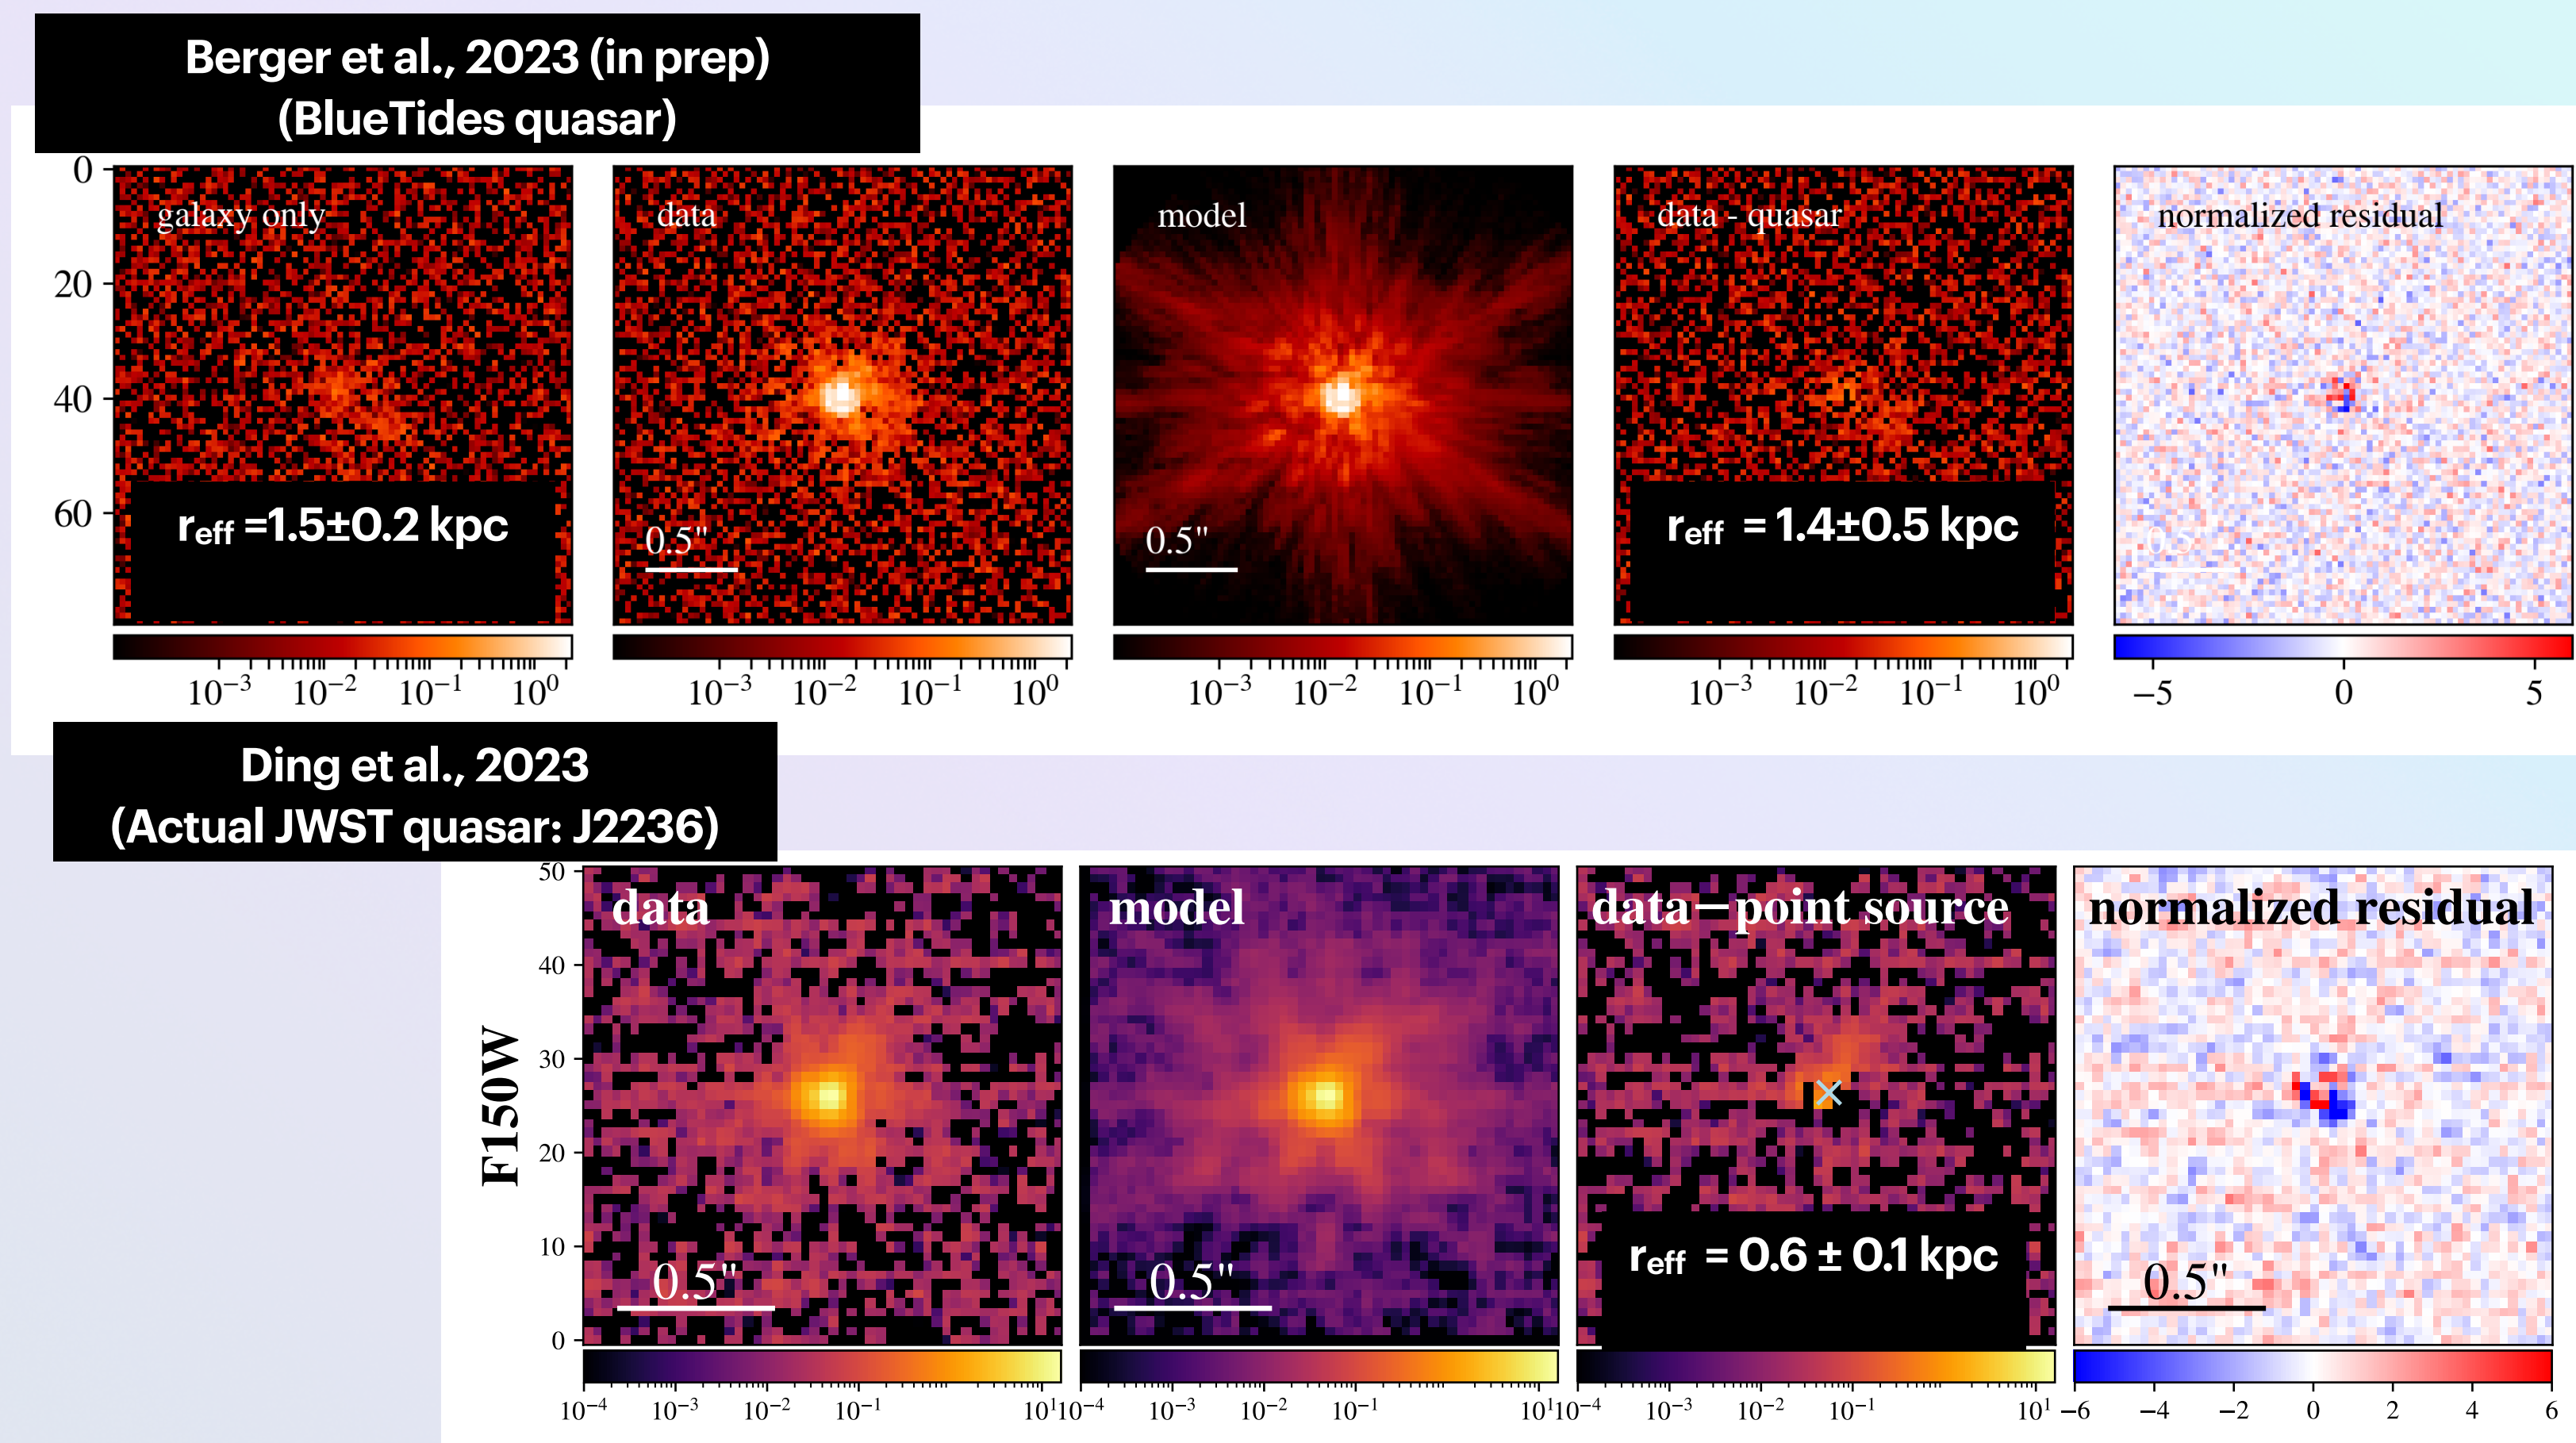 Berger et al., 2023 (in prep)
(BlueTides quasar)
galaxy only
data
model
data - quasar
normalized residual
0
20
40
60
r_eff =1.5±0.2 kpc
0.5"
0.5"
r_eff = 1.4±0.5 kpc
0.5"
10⁻³ 10⁻² 10⁻¹ 10⁰
10⁻³ 10⁻² 10⁻¹ 10⁰
10⁻³ 10⁻² 10⁻¹ 10⁰
10⁻³ 10⁻² 10⁻¹ 10⁰
−5 0 5
Ding et al., 2023
(Actual JWST quasar: J2236)
F150W
50
40
30
20
10
0
data
model
data−point source
normalized residual
0.5"
0.5"
r_eff = 0.6 ± 0.1 kpc
0.5"
10⁻⁴ 10⁻³ 10⁻² 10⁻¹ 10¹
10⁻⁴ 10⁻³ 10⁻² 10⁻¹ 10¹
10⁻⁴ 10⁻³ 10⁻² 10⁻¹ 10¹
−6 −4 −2 0 2 4 6